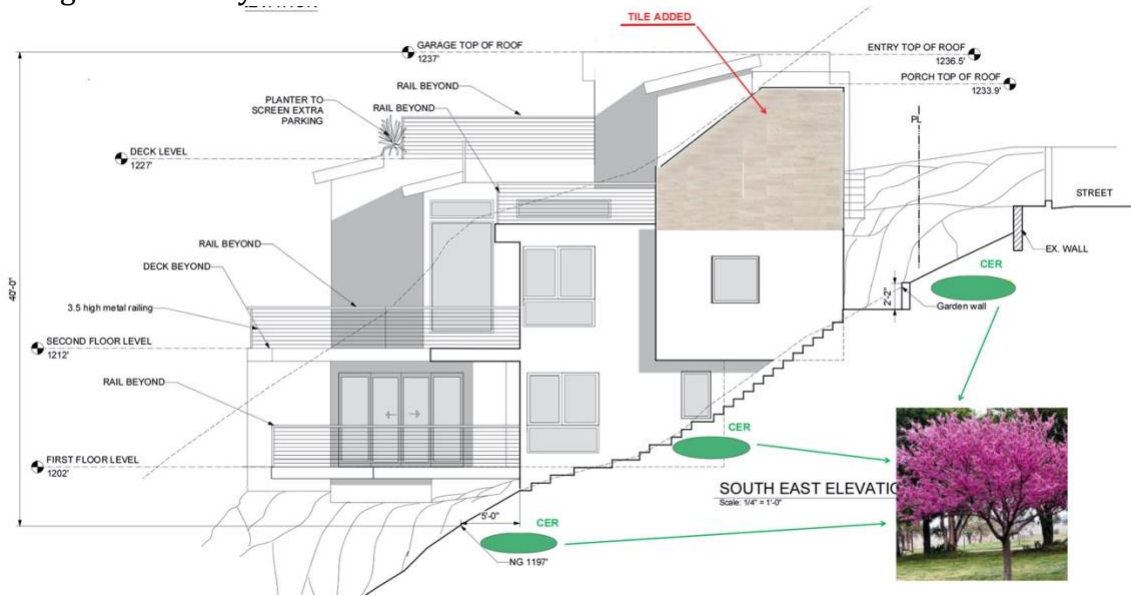 TILE ADDED
GARAGE TOP OF ROOF
1237'
ENTRY TOP OF ROOF
1236.5'
PORCH TOP OF ROOF
1233.9'
RAIL BEYOND
PLANTER TO
SCREEN EXTRA
PARKING
RAIL BEYOND
PL
DECK LEVEL
1227'
STREET
RAIL BEYOND
EX. WALL
DECK BEYOND
CER
40'-0"
2'-2"
3.5 high metal railing
Garden wall
SECOND FLOOR LEVEL
1212'
RAIL BEYOND
CER
FIRST FLOOR LEVEL
1202'
SOUTH EAST ELEVATIO
Scale: 1/4" = 1'-0"
5'-0"
CER
NG 1197'